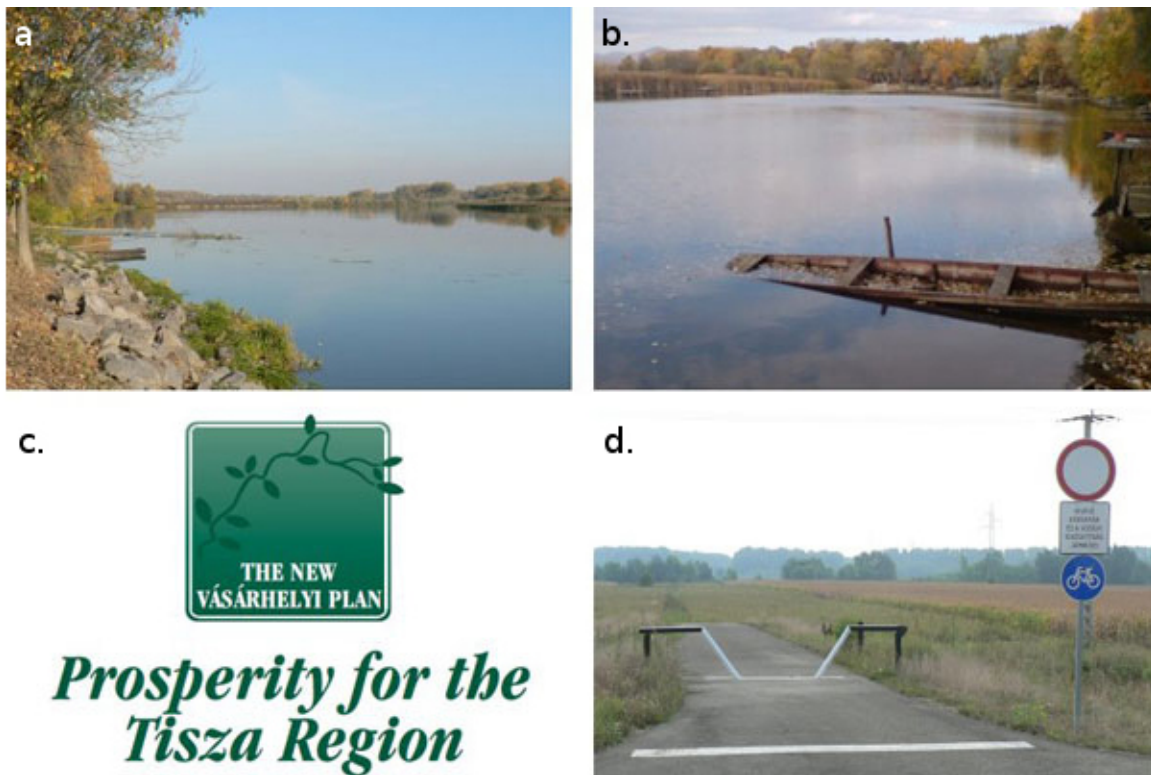 a
b.
c.
THE NEW
VÁSÁRHELYI PLAN
Prosperity for the
Tisza Region
d.